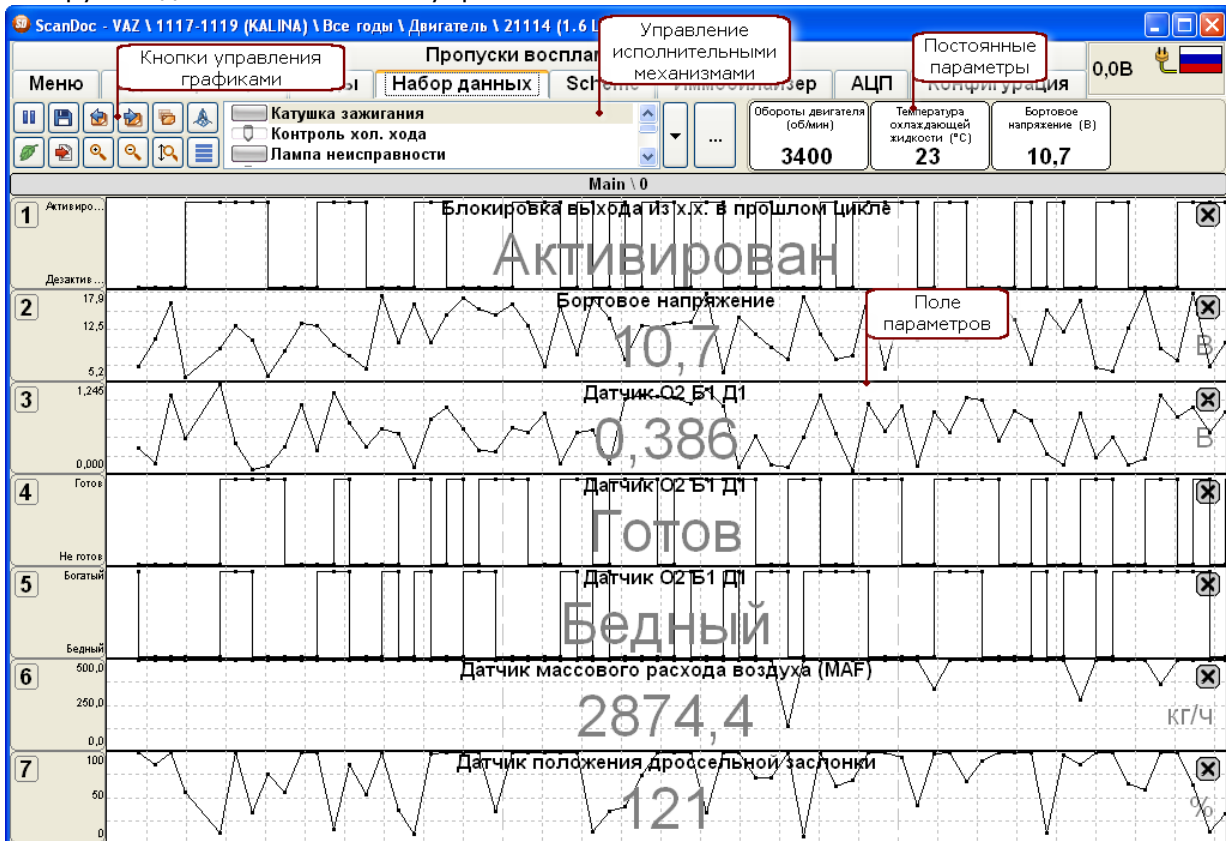 ScanDoc - VAZ \ 1117-1119 (KALINA) \ Все годы \ Двигатель \ 21114 (1.6 L
Кнопки управления
графиками
Управление
исполнительными
механизмами
Постоянные
параметры
Пропуски
0,0В
Меню
Набор данных
АЦП
Катушка зажигания
Контроль хол. хода
Лампа неисправности
...
Обороты двигателя
(об/мин)
3400
Температура
охлаждающей
жидкости (°C)
23
Бортовое
напряжение (В)
10,7
Main \ 0
1
Активиро...
Дезактив...
Блокировка выхода из х.х. в прошлом цикле
Активирован
2
17,9
12,5
5,2
Бортовое напряжение
10,7
В
Поле
параметров
3
1,245
0,000
Датчик O2 Б1 Д1
0,386
В
4
Готов
Не готов
Датчик O2 Б1 Д1
Готов
5
Богатый
Бедный
Датчик O2 Б1 Д1
Бедный
6
500,0
250,0
0,0
Датчик массового расхода воздуха (MAF)
2874,4
кг/ч
7
100
50
0
Датчик положения дроссельной заслонки
121
%